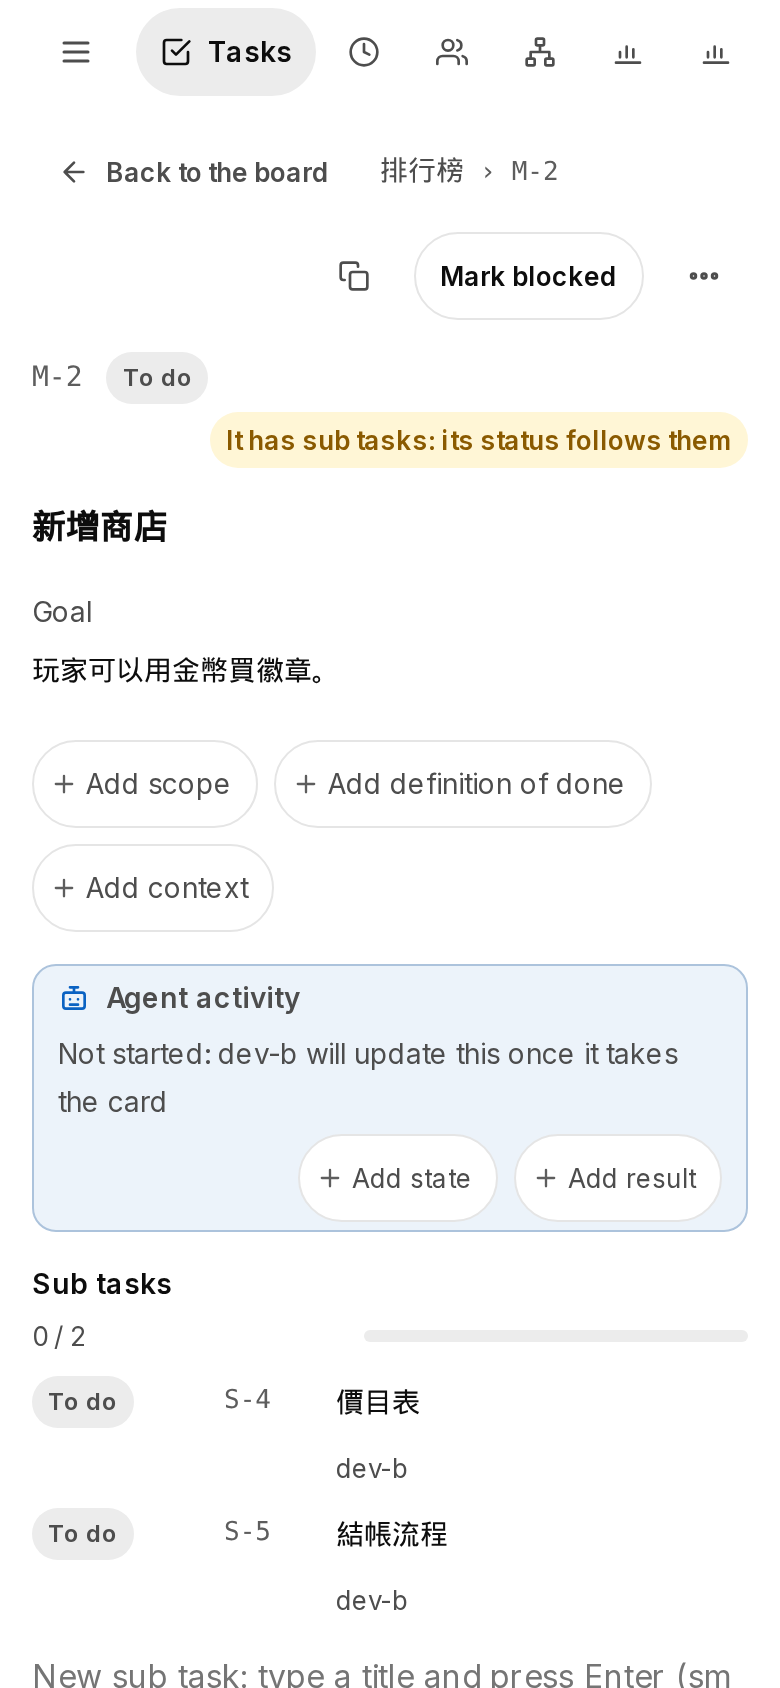 Tasks
Back to the board 排行榜 › M-2
Mark blocked
M-2 To do
It has sub tasks: its status follows them
新增商店
Goal
玩家可以用金幣買徽章。
Add scope Add definition of done
Add context
Agent activity
Not started: dev-b will update this once it takes
the card
Add state Add result
Sub tasks
0 / 2
To do S-4 價目表
dev-b
To do S-5 結帳流程
dev-b
New sub task: type a title and press Enter (sm